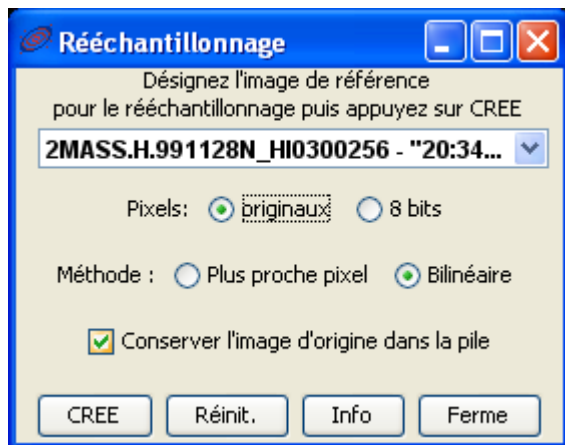 Rééchantillonnage
Désignez l'image de référence
pour le rééchantillonnage puis appuyez sur CREE
2MASS.H.991128N_HI0300256 - "20:34...
Pixels: originaux 8 bits
Méthode : Plus proche pixel Bilinéaire
Conserver l'image d'origine dans la pile
CREE Réinit. Info Ferme